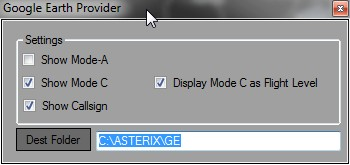 Google Earth Provider
Settings
Show Mode-A
Show Mode C
Display Mode C as Flight Level
Show Callsign
Dest Folder
C:\ASTERIX\GE